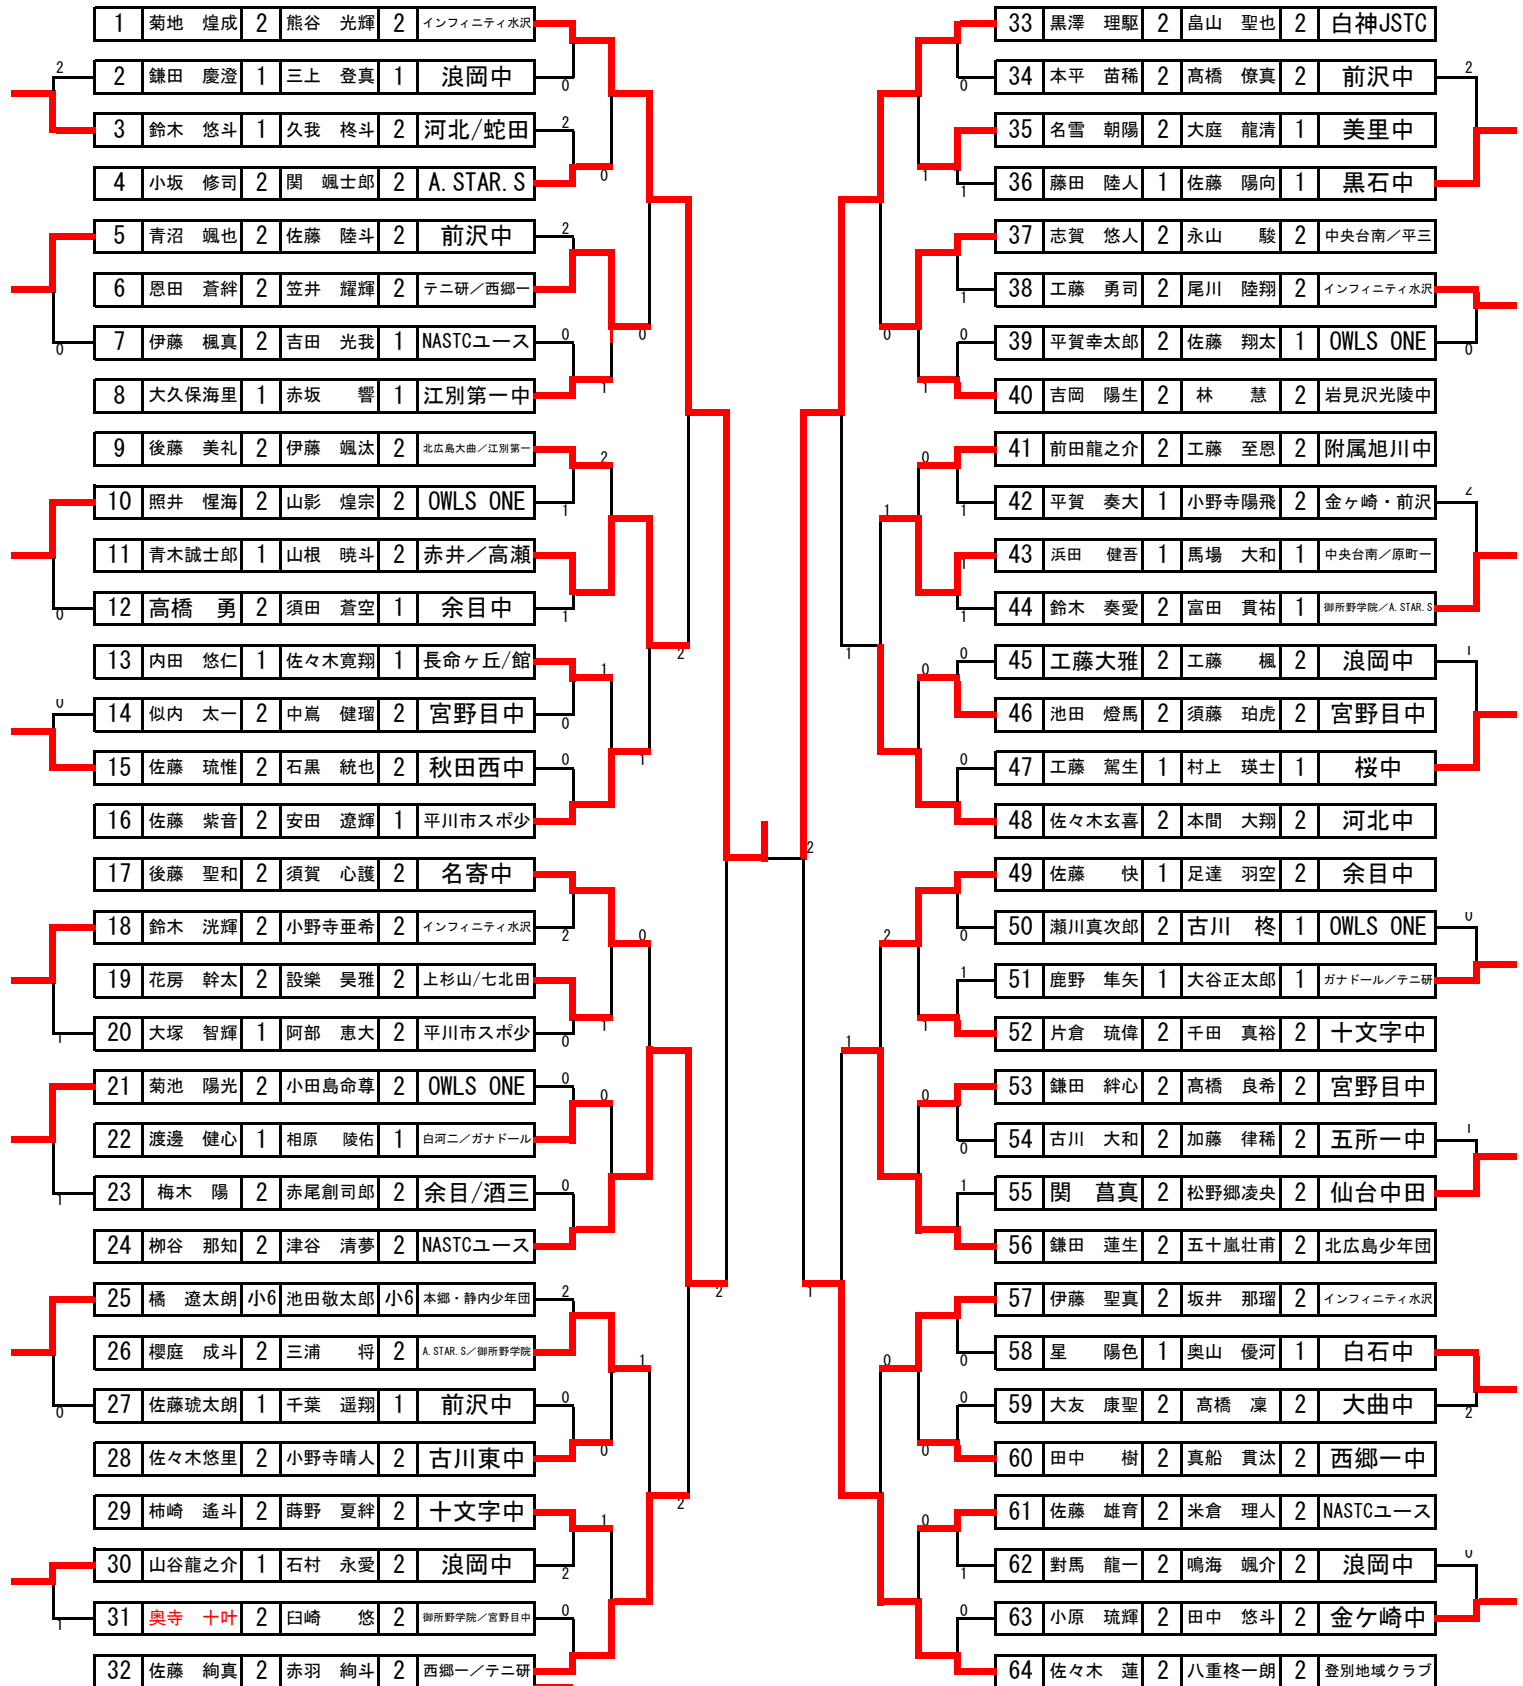 1 菊地　煌成 2 熊谷　光輝 2 インフィニティ水沢
2 鎌田　慶澄 1 三上　登真 1 浪岡中
3 鈴木　悠斗 1 久我　柊斗 2 河北/蛇田
4 小坂　修司 2 関　颯士郎 2 A.STAR.S
5 青沼　颯也 2 佐藤　陸斗 2 前沢中
6 恩田　蒼絆 2 笠井　耀輝 2 テニ研／西郷一
7 伊藤　楓真 2 吉田　光我 1 NASTCユース
8 大久保海里 1 赤坂　響 1 江別第一中
9 後藤　美礼 2 伊藤　颯汰 2 北広島大曲／江別第一
10 照井　惺海 2 山影　煌宗 2 OWLS ONE
11 青木誠士郎 1 山根　暁斗 2 赤井／高瀬
12 高橋　勇 2 須田　蒼空 1 余目中
13 内田　悠仁 1 佐々木寛翔 1 長命ヶ丘/館
14 似内　太一 2 中嶌　健瑠 2 宮野目中
15 佐藤　琉惟 2 石黒　統也 2 秋田西中
16 佐藤　紫音 2 安田　遼輝 1 平川市スポ少
17 後藤　聖和 2 須賀　心護 2 名寄中
18 鈴木　洸輝 2 小野寺亜希 2 インフィニティ水沢
19 花房　幹太 2 設樂　昊雅 2 上杉山/七北田
20 大塚　智輝 1 阿部　恵大 2 平川市スポ少
21 菊池　陽光 2 小田島命尊 2 OWLS ONE
22 渡邊　健心 1 相原　陵佑 1 白河二／ガナドール
23 梅木　陽 2 赤尾創司郎 2 余目/酒三
24 栁谷　那知 2 津谷　清夢 2 NASTCユース
25 橘　遼太朗 小6 池田敬太郎 小6 本郷・静内少年団
26 櫻庭　成斗 2 三浦　将 2 A.STAR.S／御所野学院
27 佐藤琥太朗 1 千葉　遥翔 1 前沢中
28 佐々木悠里 2 小野寺晴人 2 古川東中
29 柿崎　遙斗 2 蒔野　夏絆 2 十文字中
30 山谷龍之介 1 石村　永愛 2 浪岡中
31 奥寺　十叶 2 臼崎　悠 2 御所野学院／宮野目中
32 佐藤　絢真 2 赤羽　絢斗 2 西郷一／テニ研
33 黒澤　理駆 2 畠山　聖也 2 白神JSTC
34 本平　苗稀 2 髙橋　僚真 2 前沢中
35 名雪　朝陽 2 大庭　龍清 1 美里中
36 藤田　陸人 1 佐藤　陽向 1 黒石中
37 志賀　悠人 2 永山　駿 2 中央台南／平三
38 工藤　勇司 2 尾川　陸翔 2 インフィニティ水沢
39 平賀幸太郎 2 佐藤　翔太 1 OWLS ONE
40 吉岡　陽生 2 林　慧 2 岩見沢光陵中
41 前田龍之介 2 工藤　至恩 2 附属旭川中
42 平賀　奏大 1 小野寺陽飛 2 金ヶ崎・前沢
43 浜田　健吾 1 馬場　大和 1 中央台南／原町一
44 鈴木　奏愛 2 富田　貫祐 1 御所野学院／A.STAR.S
45 工藤大雅 2 工藤　楓 2 浪岡中
46 池田　燈馬 2 須藤　珀虎 2 宮野目中
47 工藤　駕生 1 村上　瑛士 1 桜中
48 佐々木玄喜 2 本間　大翔 2 河北中
49 佐藤　快 1 足達　羽空 2 余目中
50 瀬川真次郎 2 古川　柊 1 OWLS ONE
51 鹿野　隼矢 1 大谷正太郎 1 ガナドール／テニ研
52 片倉　琉偉 2 千田　真裕 2 十文字中
53 鎌田　絆心 2 髙橋　良希 2 宮野目中
54 古川　大和 2 加藤　律稀 2 五所一中
55 関　菖真 2 松野郷凌央 2 仙台中田
56 鎌田　蓮生 2 五十嵐壮甫 2 北広島少年団
57 伊藤　聖真 2 坂井　那瑠 2 インフィニティ水沢
58 星　陽色 1 奥山　優河 1 白石中
59 大友　康聖 2 髙橋　凜 2 大曲中
60 田中　樹 2 真船　貫汰 2 西郷一中
61 佐藤　雄育 2 米倉　理人 2 NASTCユース
62 對馬　龍一 2 鳴海　颯介 2 浪岡中
63 小原　琉輝 2 田中　悠斗 2 金ケ崎中
64 佐々木　蓮 2 八重柊一朗 2 登別地域クラブ